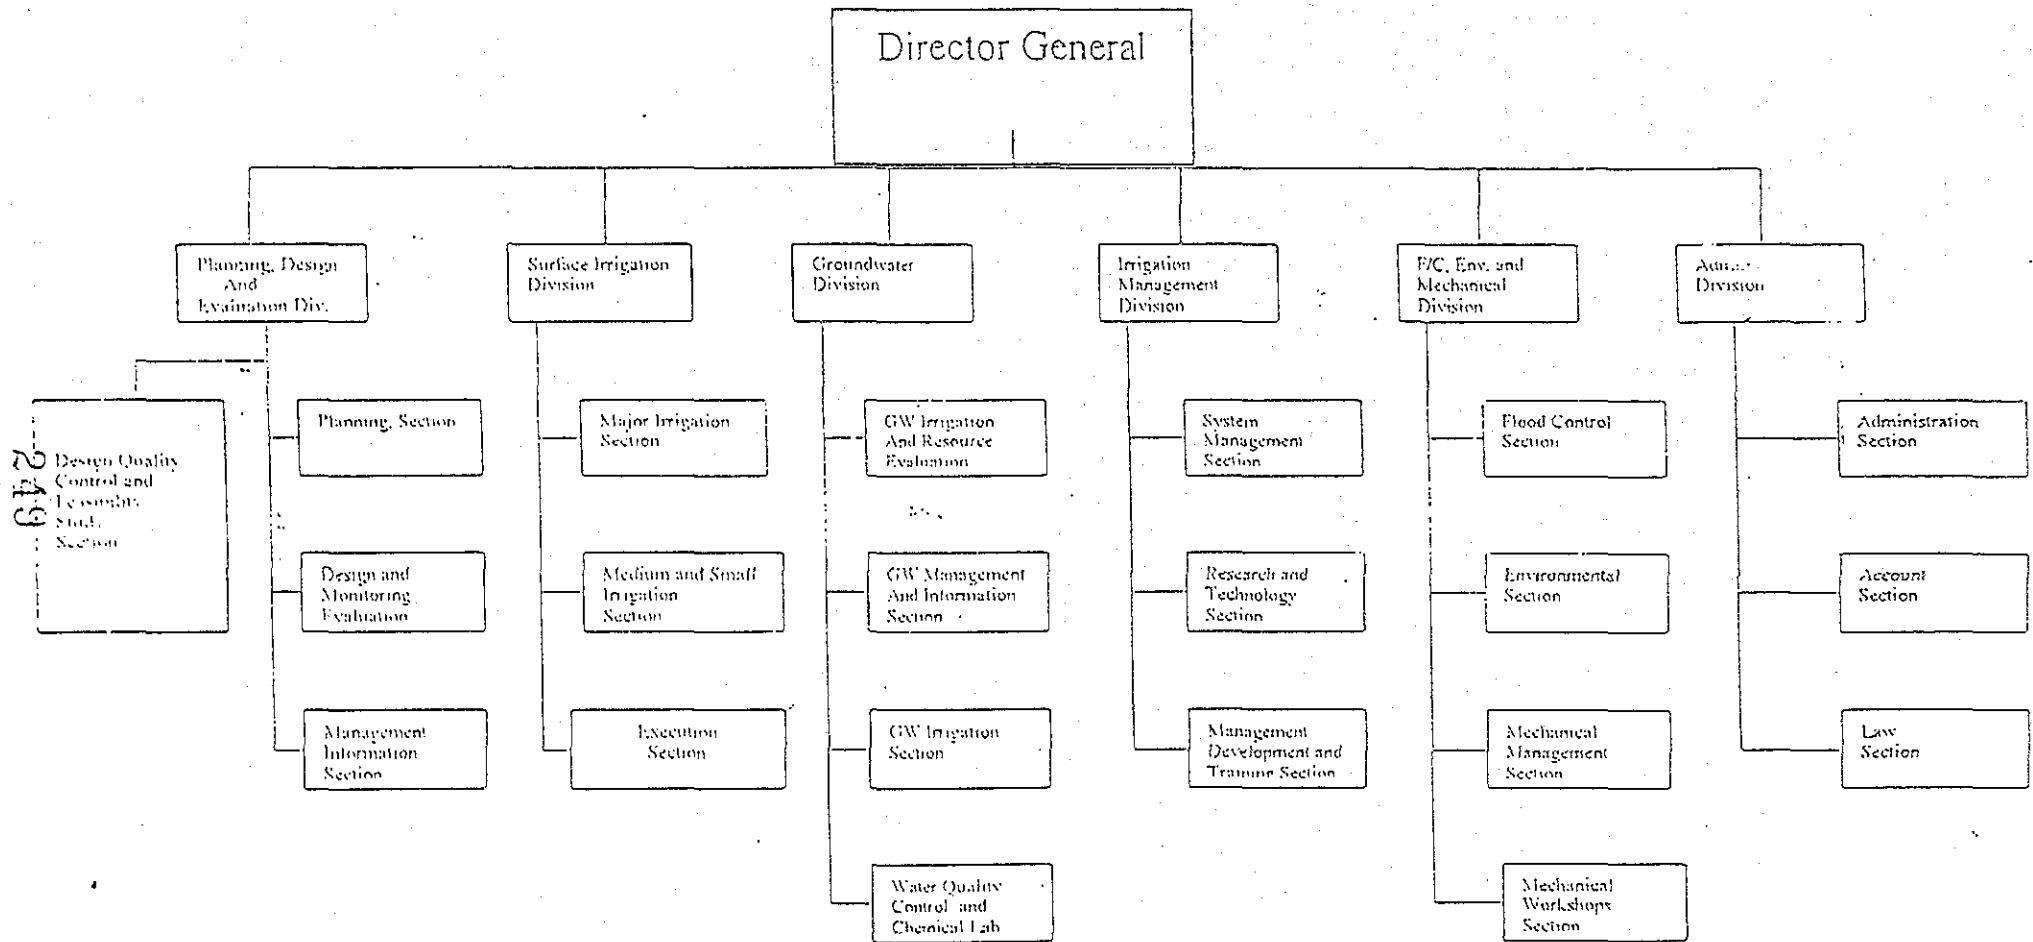 Director General
Planning, Design
And
Evaluation Div.
Surface Irrigation
Division
Groundwater
Division
Irrigation
Management
Division
F/C, Env. and
Mechanical
Division
Division
Design Quality
Control and
Section
Planning, Section
Design and
Monitoring
Evaluation
Management
Information
Section
Major Irrigation
Section
Medium and Small
Irrigation
Section
Execution
Section
GW Irrigation
And Resource
Evaluation
GW Management
And Information
Section
GW Irrigation
Section
Water Quality
Control and
Chemical Lab
System
Management
Section
Research and
Technology
Section
Management
Development and
Training Section
Flood Control
Section
Environmental
Section
Mechanical
Management
Section
Mechanical
Workshops
Section
Administration
Section
Account
Section
Law
Section